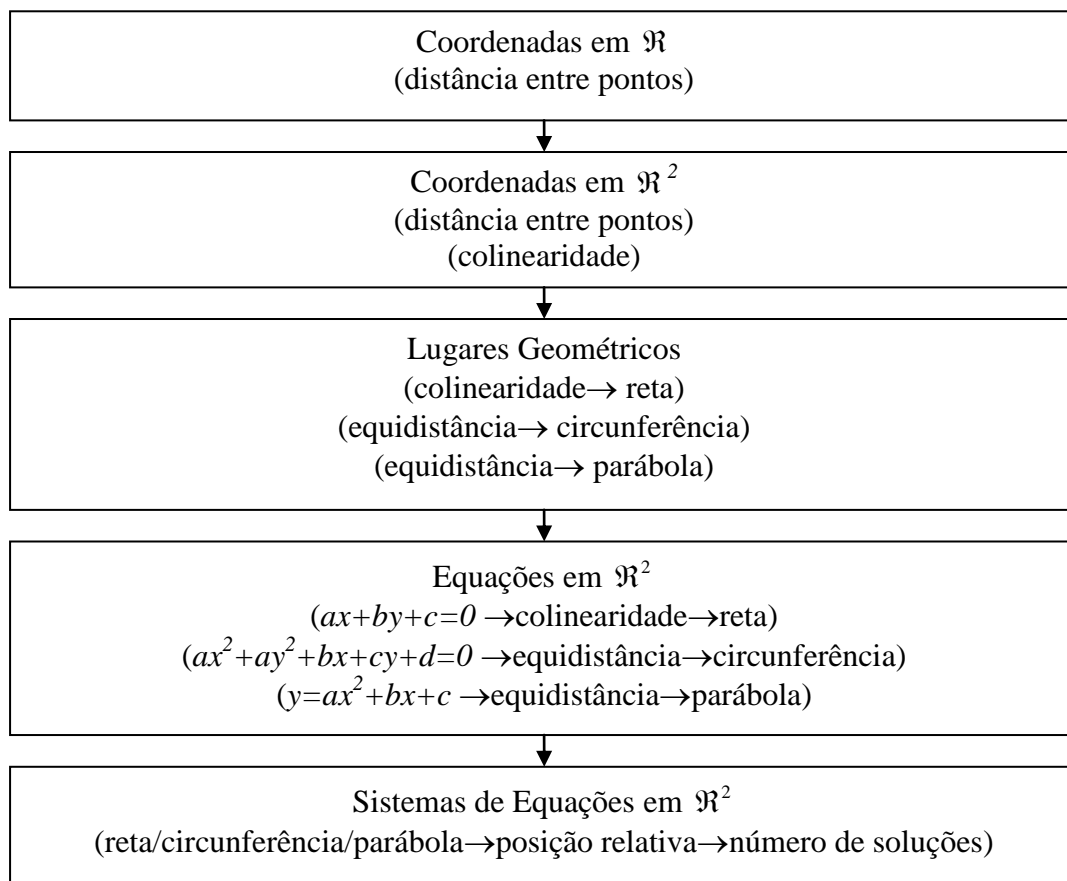 Coordenadas em ℜ
(distância entre pontos)
Coordenadas em ℜ²
(distância entre pontos)
(colinearidade)
Lugares Geométricos
(colinearidade→ reta)
(equidistância→ circunferência)
(equidistância→ parábola)
Equações em ℜ²
(ax+by+c=0 →colinearidade→reta)
(ax²+ay²+bx+cy+d=0 →equidistância→circunferência)
(y=ax²+bx+c →equidistância→parábola)
Sistemas de Equações em ℜ²
(reta/circunferência/parábola→posição relativa→número de soluções)